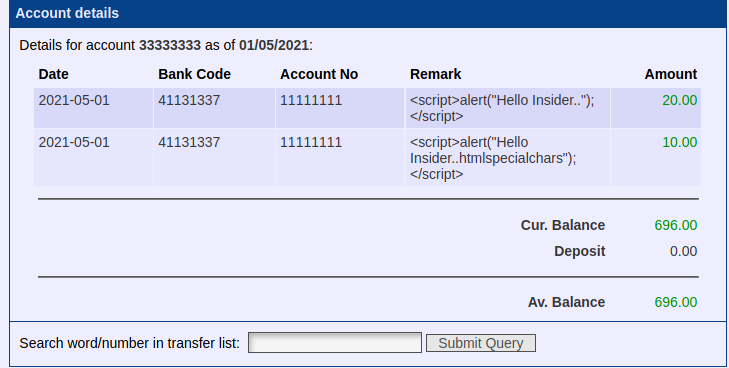 Account details
Details for account 33333333 as of 01/05/2021:
Date Bank Code Account No Remark Amount
2021-05-01 41131337 11111111 <script>alert("Hello Insider.."); 20.00
</script>
2021-05-01 41131337 11111111 <script>alert("Hello 10.00
Insider..htmlspecialchars");
</script>
Cur. Balance 696.00
Deposit 0.00
Av. Balance 696.00
Search word/number in transfer list: Submit Query